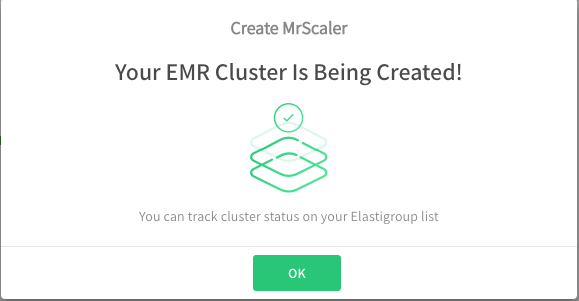 Create MrScaler
Your EMR Cluster Is Being Created!
You can track cluster status on your Elastigroup list
OK